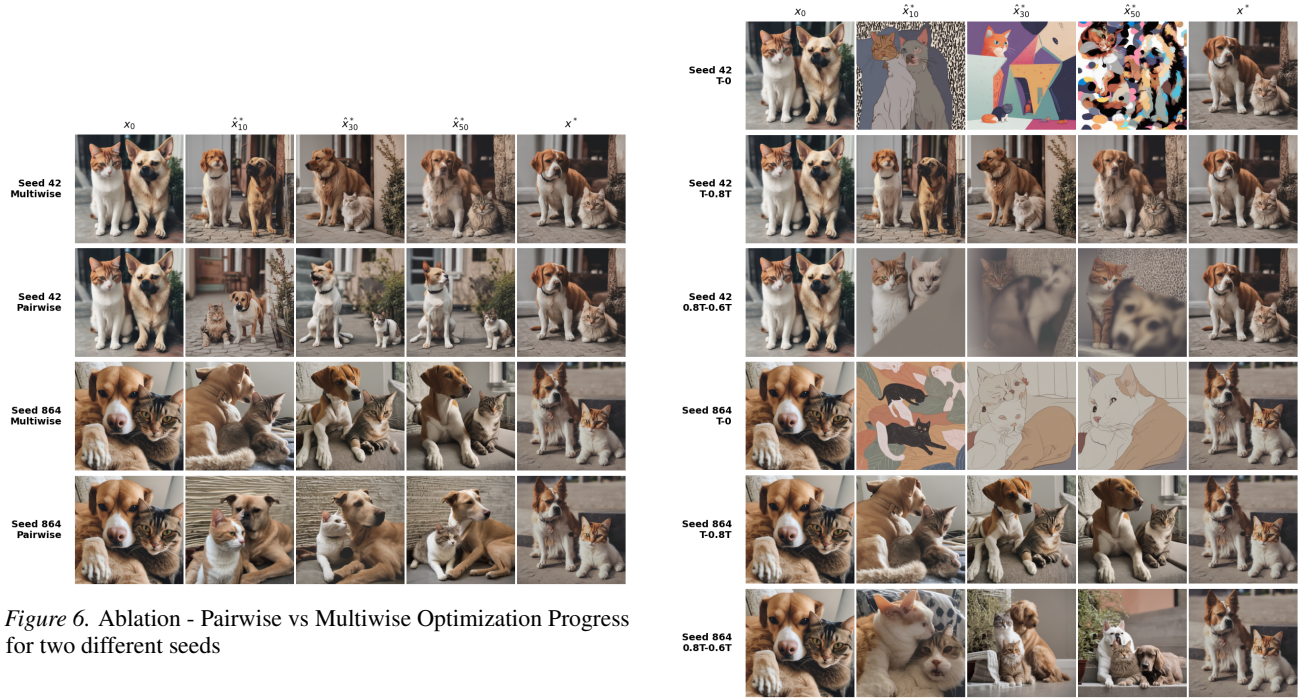 x₀ x̂*₁₀ x̂*₃₀ x̂*₅₀ x*
Seed 42
Multiwise
Seed 42
Pairwise
Seed 864
Multiwise
Seed 864
Pairwise
Figure 6. Ablation - Pairwise vs Multiwise Optimization Progress
for two different seeds
x₀ x̂*₁₀ x̂*₃₀ x̂*₅₀ x*
Seed 42
T-0
Seed 42
T-0.8T
Seed 42
0.8T-0.6T
Seed 864
T-0
Seed 864
T-0.8T
Seed 864
0.8T-0.6T